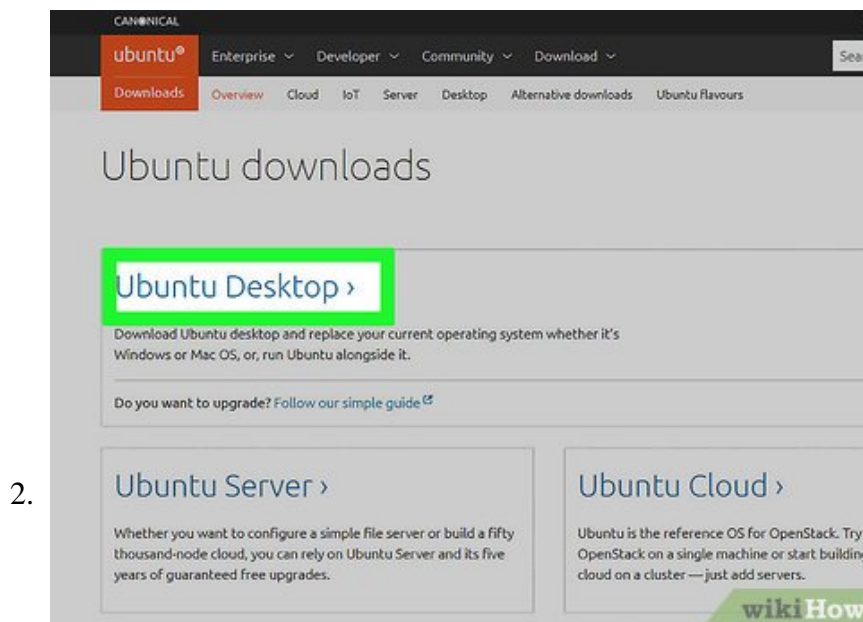 CANONICAL
ubuntu® Enterprise Developer Community Download
Downloads Overview Cloud IoT Server Desktop Alternative downloads Ubuntu flavours
Ubuntu downloads
Ubuntu Desktop ›
Download Ubuntu desktop and replace your current operating system whether it's
Windows or Mac OS, or, run Ubuntu alongside it.
Do you want to upgrade? Follow our simple guide
2.
Ubuntu Server ›
Whether you want to configure a simple file server or build a fifty
thousand-node cloud, you can rely on Ubuntu Server and its five
years of guaranteed free upgrades.
Ubuntu Cloud ›
Ubuntu is the reference OS for OpenStack. Try
OpenStack on a single machine or start building
cloud on a cluster — just add servers.
wikiHow